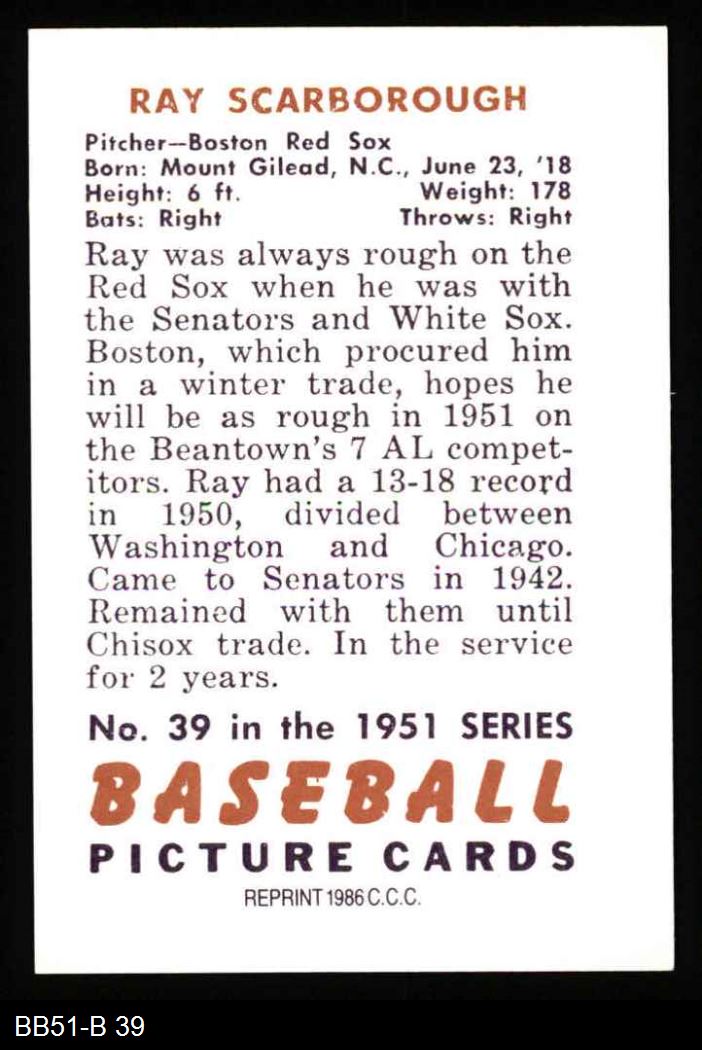 RAY SCARBOROUGH
Pitcher—Boston Red Sox
Born: Mount Gilead, N.C., June 23, '18
Height: 6 ft. Weight: 178
Bats: Right Throws: Right
Ray was always rough on the
Red Sox when he was with
the Senators and White Sox.
Boston, which procured him
in a winter trade, hopes he
will be as rough in 1951 on
the Beantown's 7 AL compet-
itors. Ray had a 13-18 record
in 1950, divided between
Washington and Chicago.
Came to Senators in 1942.
Remained with them until
Chisox trade. In the service
for 2 years.
No. 39 in the 1951 SERIES
BASEBALL
PICTURE CARDS
REPRINT 1986 C.C.C.
BB51-B 39